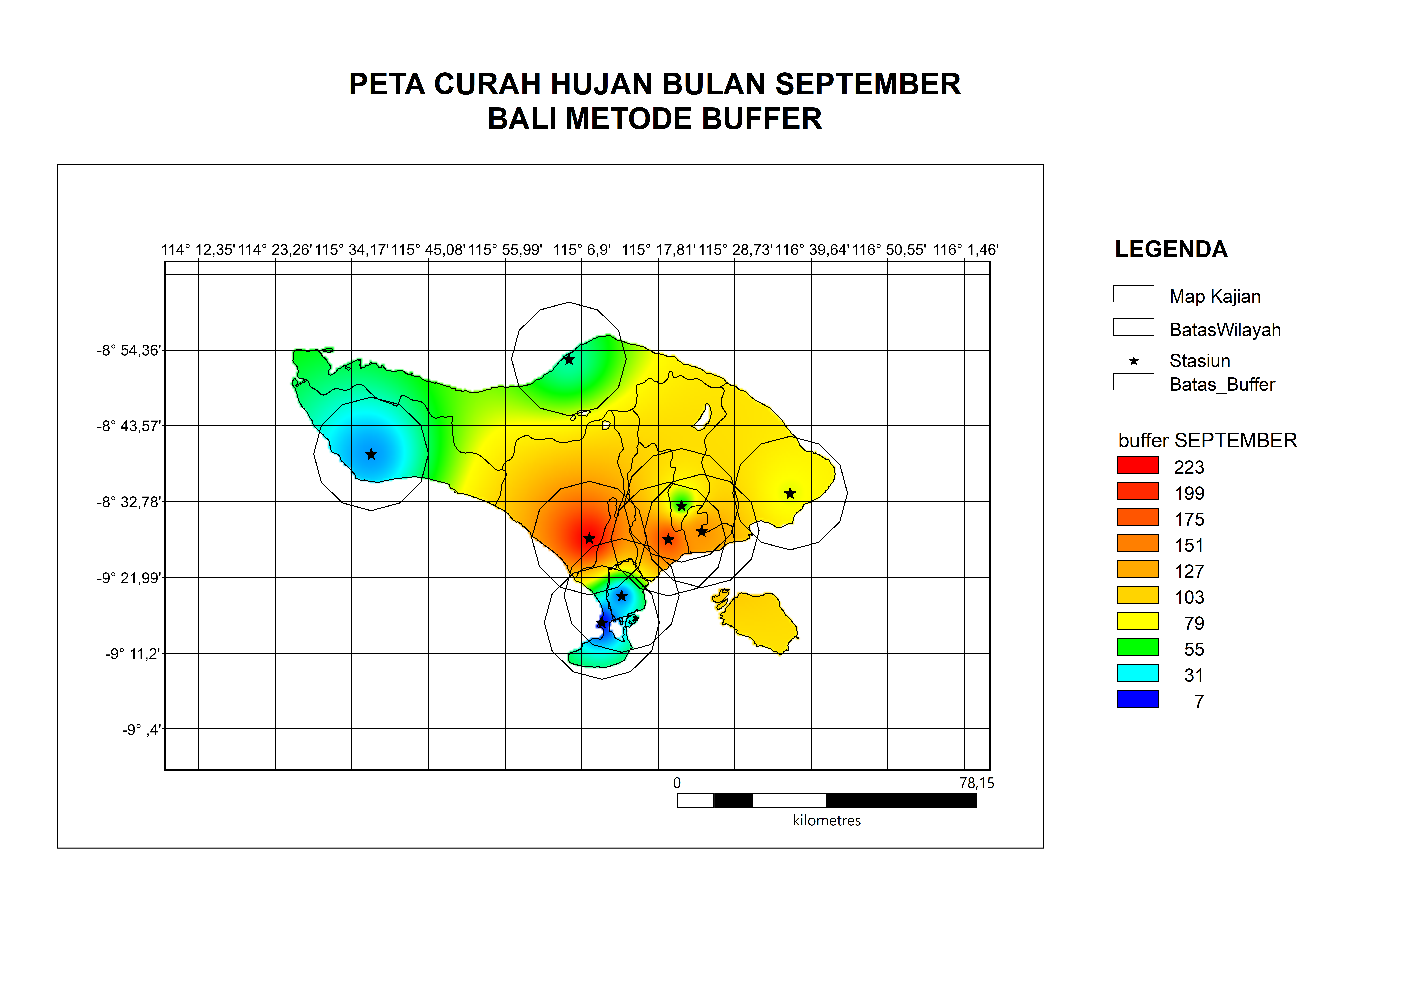 PETA CURAH HUJAN BULAN SEPTEMBER
BALI METODE BUFFER
114° 12,35' 114° 23,26' 115° 34,17' 115° 45,08' 115° 55,99' 115° 6,9' 115° 17,81' 115° 28,73' 116° 39,64' 116° 50,55' 116° 1,46'
-8° 54,36'
-8° 43,57'
-8° 32,78'
-9° 21,99'
-9° 11,2'
-9° ,4'
0 78,15
kilometres
LEGENDA
Map Kajian
BatasWilayah
Stasiun
Batas_Buffer
buffer SEPTEMBER
223
199
175
151
127
103
79
55
31
7